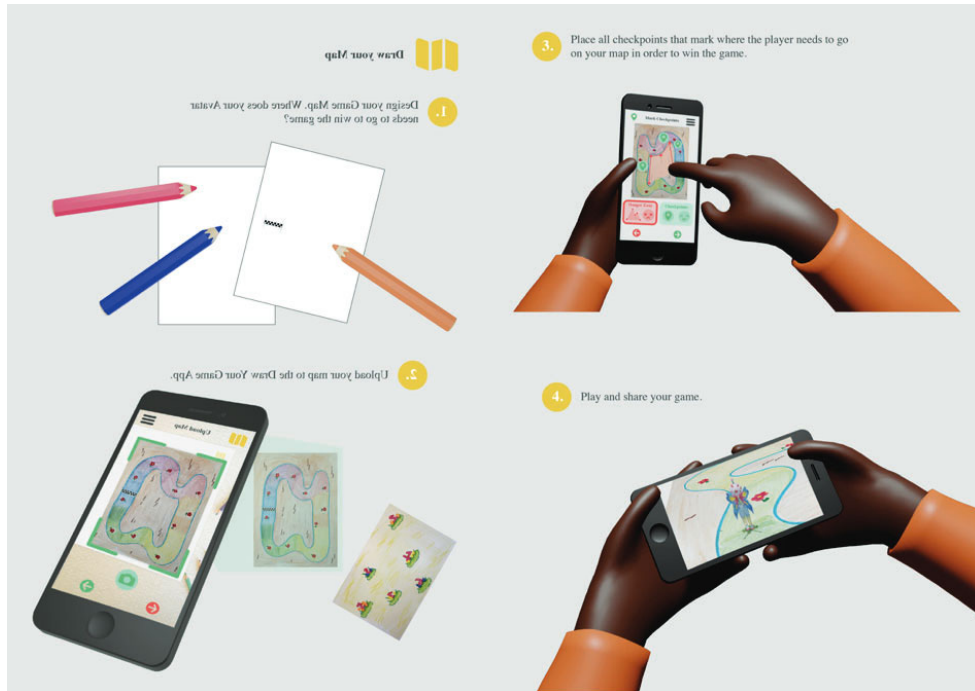 Draw your Map
1.
Design your Game Map. Where does your Avatar
needs to go to win the game?
2.
Upload your map to the Draw Your Game App.
Upload Map
3.
Place all checkpoints that mark where the player needs to go
on your map in order to win the game.
Mark Checkpoints
Danger Zone
Checkpoints
4.
Play and share your game.